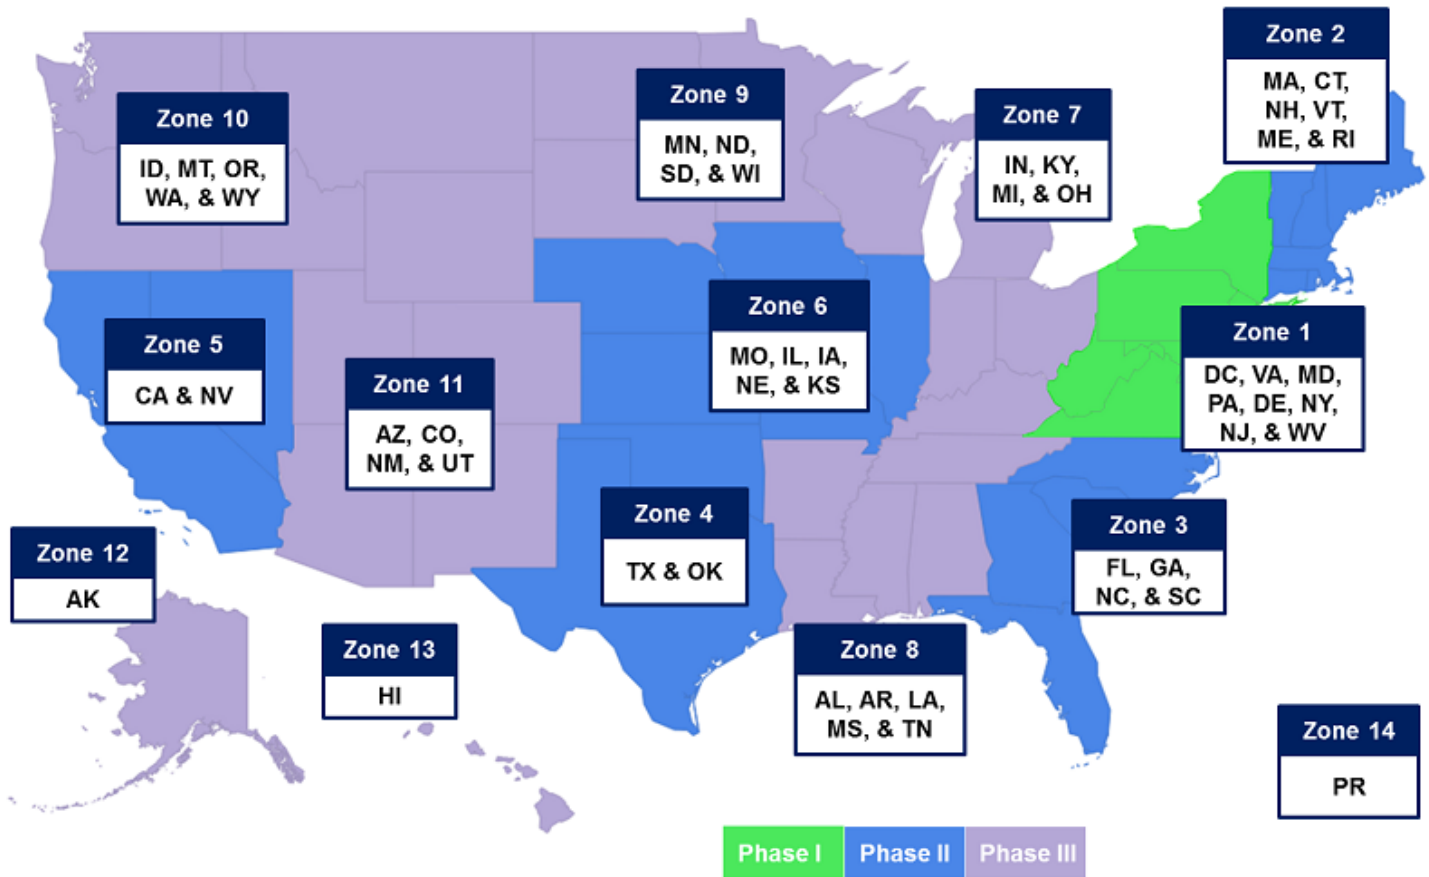 Zone 2
MA, CT,
NH, VT,
ME, & RI
Zone 9
MN, ND,
SD, & WI
Zone 7
IN, KY,
MI, & OH
Zone 10
ID, MT, OR,
WA, & WY
Zone 6
MO, IL, IA,
NE, & KS
Zone 1
DC, VA, MD,
PA, DE, NY,
NJ, & WV
Zone 5
CA & NV
Zone 11
AZ, CO,
NM, & UT
Zone 4
TX & OK
Zone 3
FL, GA,
NC, & SC
Zone 12
AK
Zone 13
HI
Zone 8
AL, AR, LA,
MS, & TN
Zone 14
PR
Phase I
Phase II
Phase III